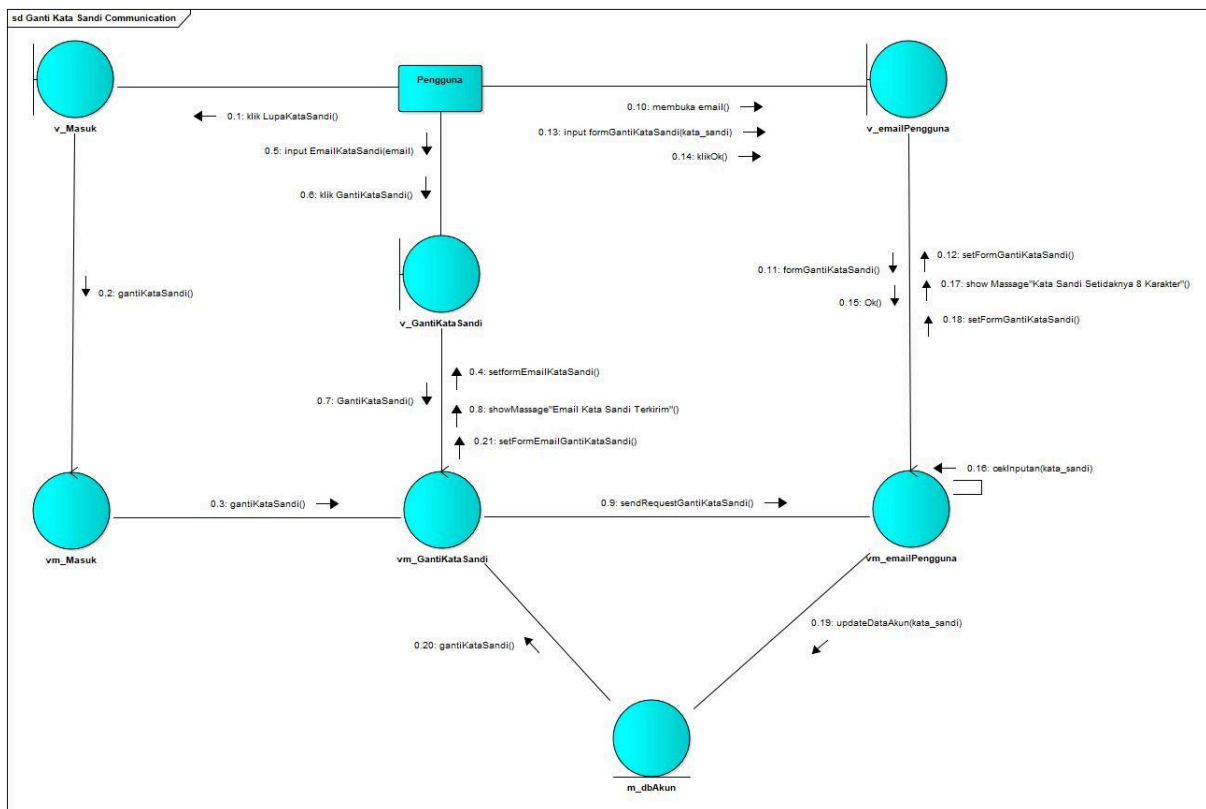 sd Ganti Kata Sandi Communication
Pengguna
v_Masuk
0.1: klik LupaKataSandi()
0.10: membuka email()
v_emailPengguna
0.13: input formGantiKataSandi(kata_sandi)
0.5: input EmailKataSandi(email)
0.14: klikOk()
0.6: klik GantiKataSandi()
0.12: setFormGantiKataSandi()
0.11: formGantiKataSandi()
0.17: show Massage"Kata Sandi Setidaknya 8 Karakter"()
0.2: gantiKataSandi()
0.15: Ok()
0.18: setFormGantiKataSandi()
v_GantiKataSandi
0.4: setformEmailKataSandi()
0.7: GantiKataSandi()
0.8: showMassage"Email Kata Sandi Terkirim"()
0.21: setFormEmailGantiKataSandi()
0.16: cekInputan(kata_sandi)
0.3: gantiKataSandi()
0.9: sendRequestGantiKataSandi()
vm_Masuk
vm_GantiKataSandi
vm_emailPengguna
0.19: updateDataAkun(kata_sandi)
0.20: gantiKataSandi()
m_dbAkun